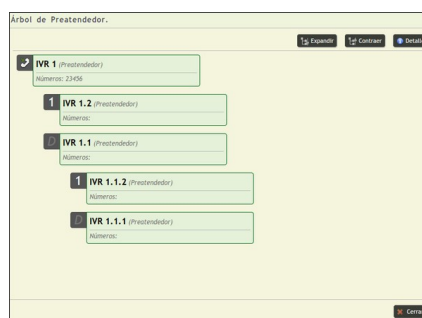 Árbol de Preatendedor.
Expandir Contraer Detalle
IVR 1 (Preatendedor)
Números: 23456
1 IVR 1.2 (Preatendedor)
Números:
D IVR 1.1 (Preatendedor)
Números:
1 IVR 1.1.2 (Preatendedor)
Números:
D IVR 1.1.1 (Preatendedor)
Números:
Cerrar